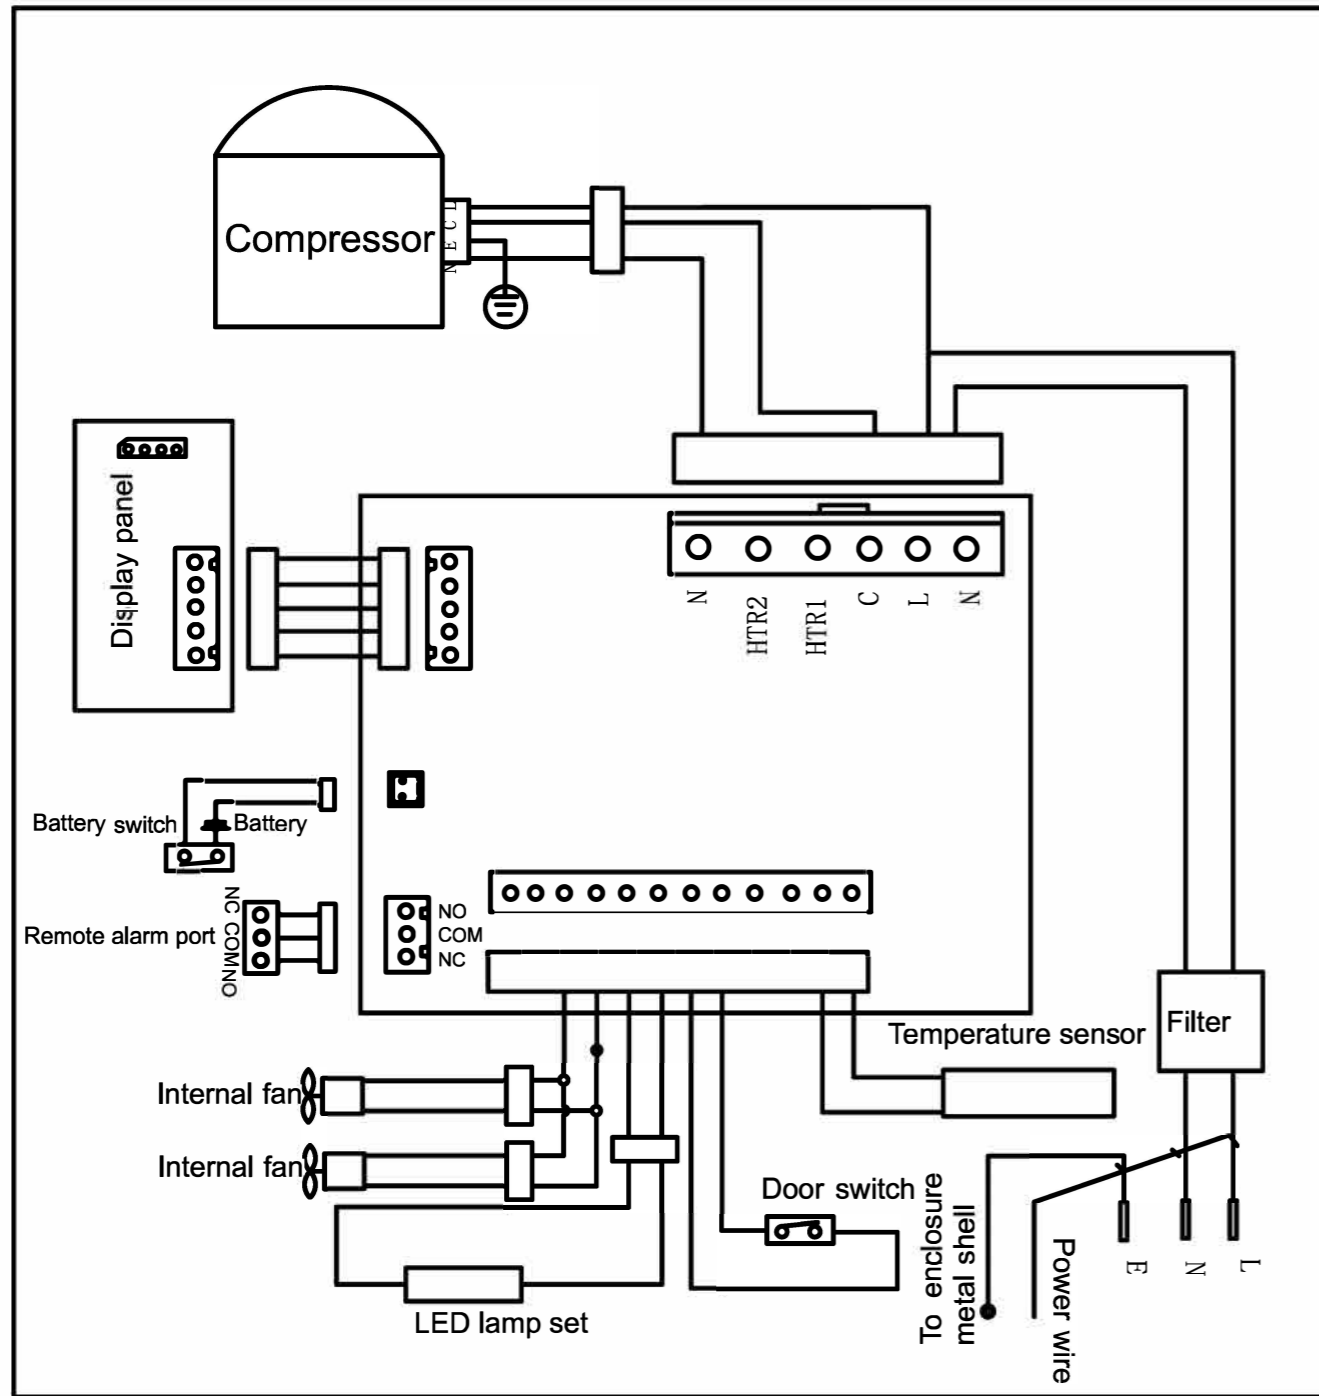 Compressor
L
C
E
N
Display panel
N
HTR2
HTR1
C
L
N
Battery switch
Battery
NC COM NO
Remote alarm port
NO
COM
NC
Internal fan
Internal fan
LED lamp set
Door switch
Temperature sensor
Filter
To enclosure
metal shell
Power wire
E
N
L